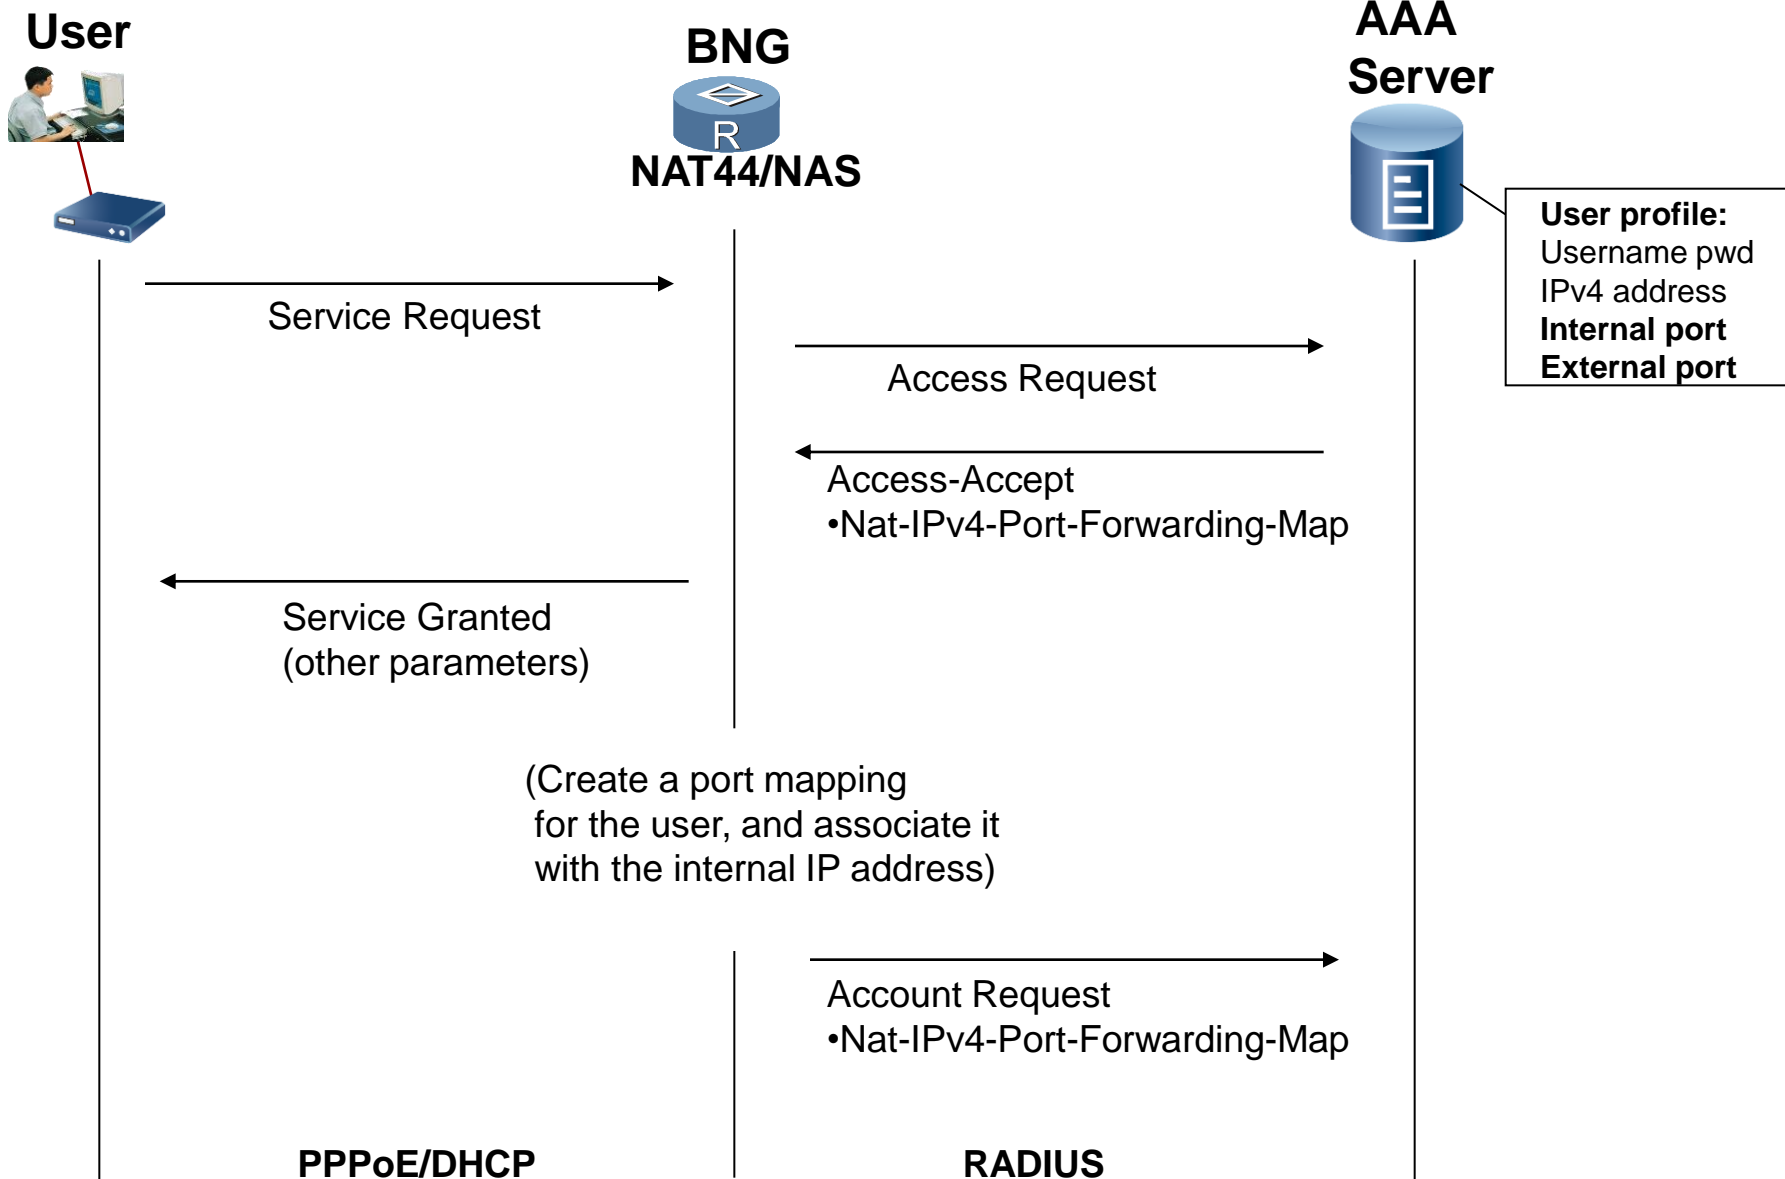 User
BNG
R
NAT44/NAS
AAA
Server
User profile:
Username pwd
IPv4 address
Internal port
External port
Service Request
Access Request
Access-Accept
•Nat-IPv4-Port-Forwarding-Map
Service Granted
(other parameters)
(Create a port mapping
for the user, and associate it
with the internal IP address)
Account Request
•Nat-IPv4-Port-Forwarding-Map
PPPoE/DHCP
RADIUS